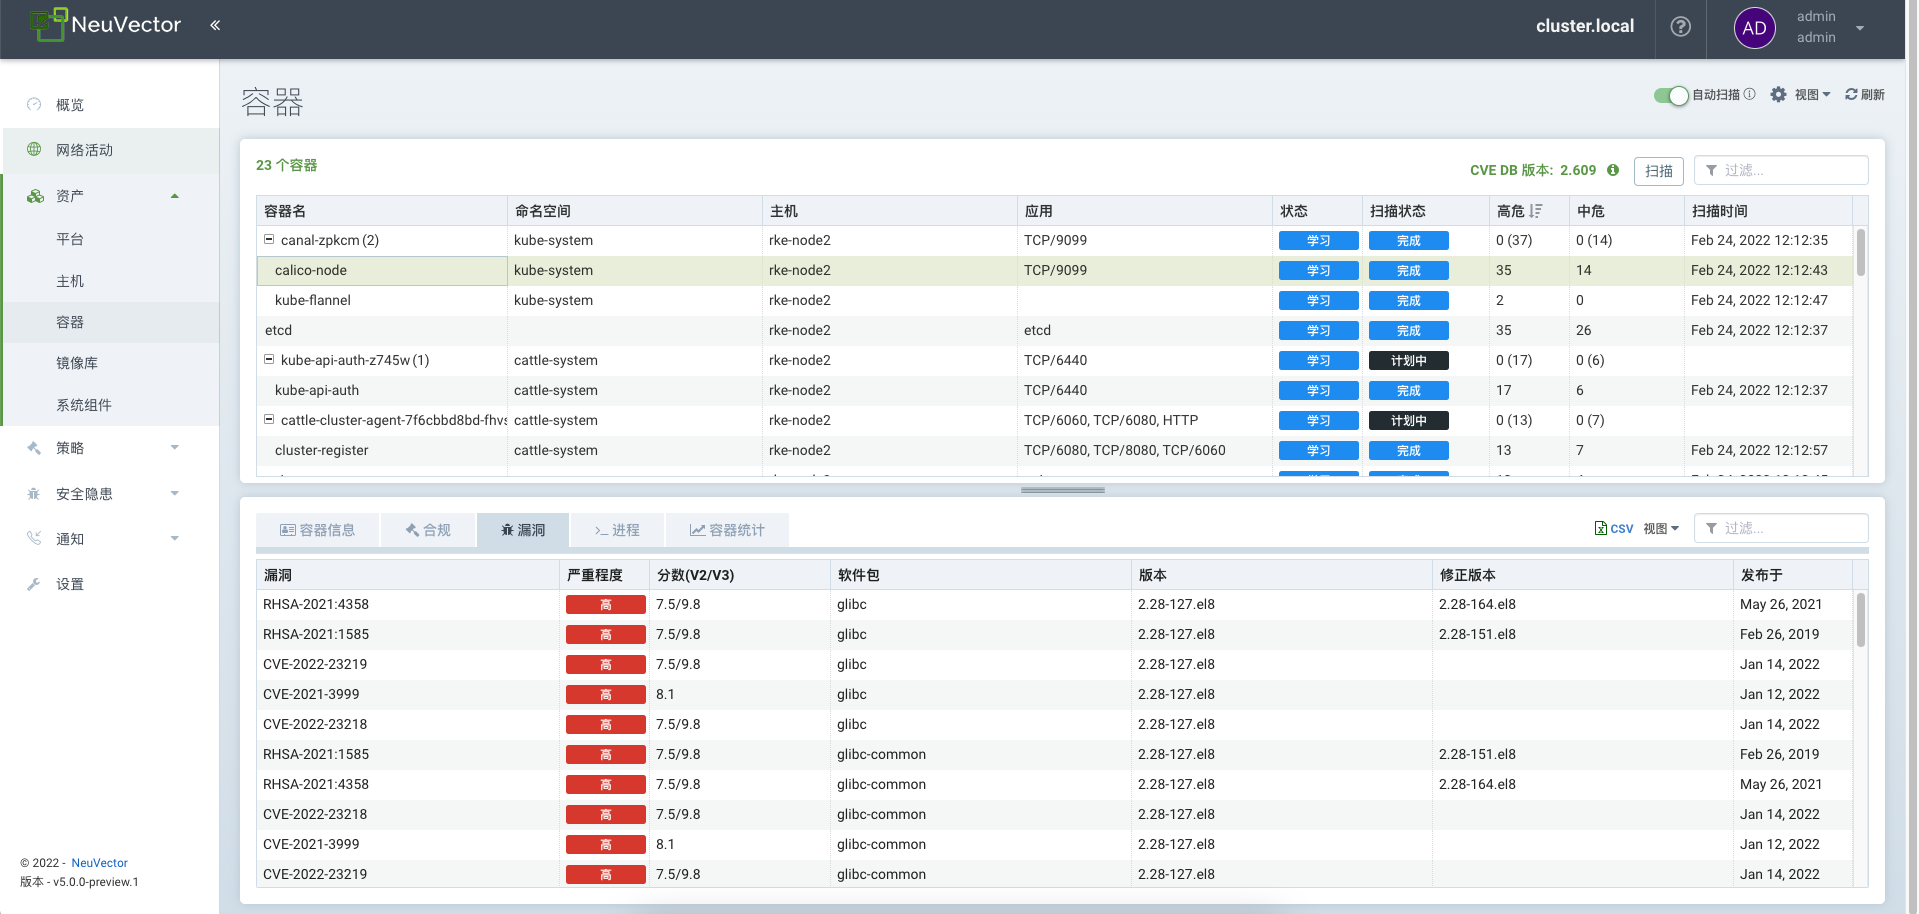 NeuVector «
cluster.local
AD
admin
admin
概览
网络活动
资产
平台
主机
容器
镜像库
系统组件
策略
安全隐患
通知
设置
© 2022 - NeuVector
版本 - v5.0.0-preview.1
容器
自动扫描 视图 刷新
23 个容器
CVE DB 版本: 2.609 扫描 过滤...
容器名 命名空间 主机 应用 状态 扫描状态 高危 中危 扫描时间
canal-zpkcm (2) kube-system rke-node2 TCP/9099 学习 完成 0 (37) 0 (14) Feb 24, 2022 12:12:35
calico-node kube-system rke-node2 TCP/9099 学习 完成 35 14 Feb 24, 2022 12:12:43
kube-flannel kube-system rke-node2 学习 完成 2 0 Feb 24, 2022 12:12:47
etcd rke-node2 etcd 学习 完成 35 26 Feb 24, 2022 12:12:37
kube-api-auth-z745w (1) cattle-system rke-node2 TCP/6440 学习 计划中 0 (17) 0 (6)
kube-api-auth cattle-system rke-node2 TCP/6440 学习 完成 17 6 Feb 24, 2022 12:12:37
cattle-cluster-agent-7f6cbbd8bd-fhvs cattle-system rke-node2 TCP/6060, TCP/6080, HTTP 学习 计划中 0 (13) 0 (7)
cluster-register cattle-system rke-node2 TCP/6080, TCP/8080, TCP/6060 学习 完成 13 7 Feb 24, 2022 12:12:57
容器信息 合规 漏洞 进程 容器统计
CSV 视图 过滤...
漏洞 严重程度 分数(V2/V3) 软件包 版本 修正版本 发布于
RHSA-2021:4358 高 7.5/9.8 glibc 2.28-127.el8 2.28-164.el8 May 26, 2021
RHSA-2021:1585 高 7.5/9.8 glibc 2.28-127.el8 2.28-151.el8 Feb 26, 2019
CVE-2022-23219 高 7.5/9.8 glibc 2.28-127.el8 Jan 14, 2022
CVE-2021-3999 高 8.1 glibc 2.28-127.el8 Jan 12, 2022
CVE-2022-23218 高 7.5/9.8 glibc 2.28-127.el8 Jan 14, 2022
RHSA-2021:1585 高 7.5/9.8 glibc-common 2.28-127.el8 2.28-151.el8 Feb 26, 2019
RHSA-2021:4358 高 7.5/9.8 glibc-common 2.28-127.el8 2.28-164.el8 May 26, 2021
CVE-2022-23218 高 7.5/9.8 glibc-common 2.28-127.el8 Jan 14, 2022
CVE-2021-3999 高 8.1 glibc-common 2.28-127.el8 Jan 12, 2022
CVE-2022-23219 高 7.5/9.8 glibc-common 2.28-127.el8 Jan 14, 2022